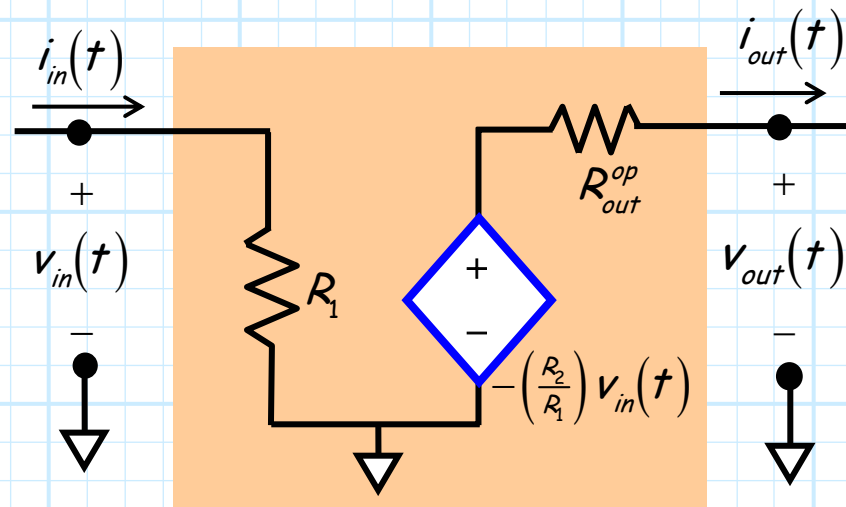 i_in(t)
i_out(t)
+
v_in(t)
−
R_1
+
−
−(R_2/R_1) v_in(t)
R_out^op
+
v_out(t)
−